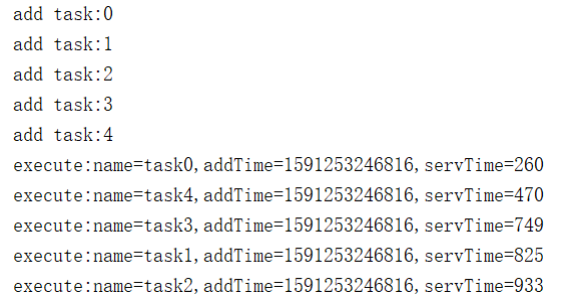 add task:0
add task:1
add task:2
add task:3
add task:4
execute:name=task0,addTime=1591253246816,servTime=260
execute:name=task4,addTime=1591253246816,servTime=470
execute:name=task3,addTime=1591253246816,servTime=749
execute:name=task1,addTime=1591253246816,servTime=825
execute:name=task2,addTime=1591253246816,servTime=933